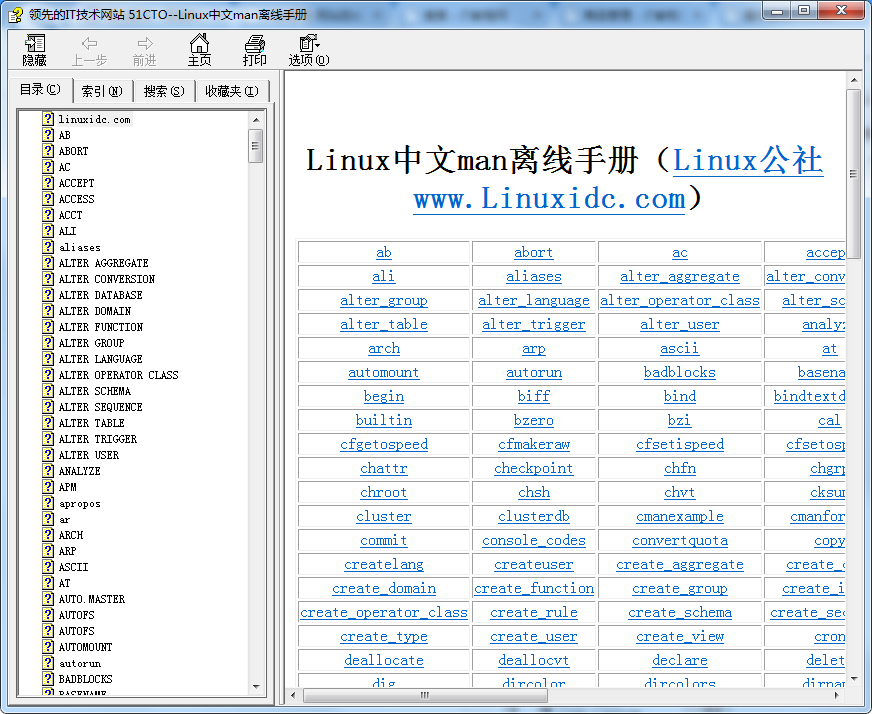 领先的IT技术网站 51CTO--Linux中文man离线手册
隐藏 上一步 前进 主页 打印 选项(O)
目录(C) 索引(N) 搜索(S) 收藏夹(I)
linuxidc.com
AB
ABORT
AC
ACCEPT
ACCESS
ACCT
ALI
aliases
ALTER AGGREGATE
ALTER CONVERSION
ALTER DATABASE
ALTER DOMAIN
ALTER FUNCTION
ALTER GROUP
ALTER LANGUAGE
ALTER OPERATOR CLASS
ALTER SCHEMA
ALTER SEQUENCE
ALTER TABLE
ALTER TRIGGER
ALTER USER
ANALYZE
APM
apropos
ar
ARCH
ARP
ASCII
AT
AUTO.MASTER
AUTOFS
AUTOFS
AUTOMOUNT
autorun
BADBLOCKS
BASENAME
Linux中文man离线手册（Linux公社
www.Linuxidc.com）
ab abort ac accep
ali aliases alter_aggregate alter_conv
alter_group alter_language alter_operator_class alter_sc
alter_table alter_trigger alter_user analyz
arch arp ascii at
automount autorun badblocks basena
begin biff bind bindtextd
builtin bzero bzi cal
cfgetospeed cfmakeraw cfsetispeed cfsetosp
chattr checkpoint chfn chgrp
chroot chsh chvt cksum
cluster clusterdb cmanexample cmanfor
commit console_codes convertquota copy
createlang createuser create_aggregate create_c
create_domain create_function create_group create_i
create_operator_class create_rule create_schema create_sec
create_type create_user create_view cron
deallocate deallocvt declare delet
dig dircolor dircolors dirnam